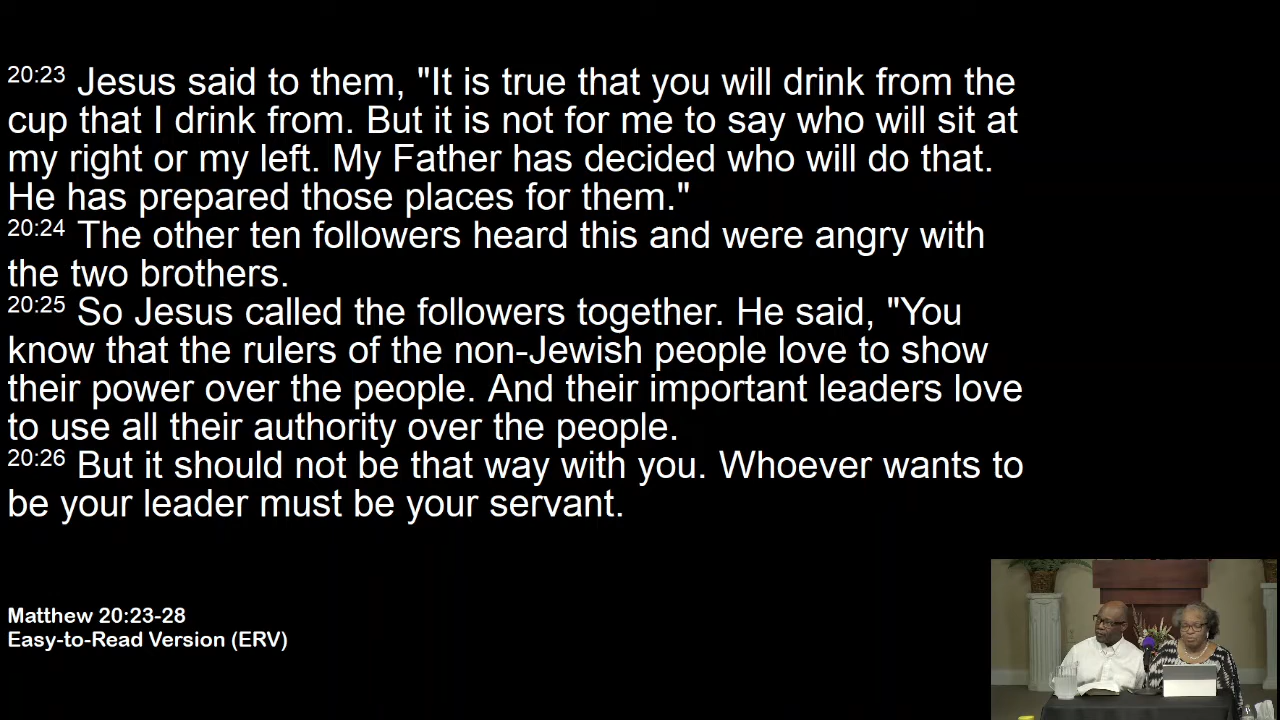 20:23 Jesus said to them, "It is true that you will drink from the
cup that I drink from. But it is not for me to say who will sit at
my right or my left. My Father has decided who will do that.
He has prepared those places for them."
20:24 The other ten followers heard this and were angry with
the two brothers.
20:25 So Jesus called the followers together. He said, "You
know that the rulers of the non-Jewish people love to show
their power over the people. And their important leaders love
to use all their authority over the people.
20:26 But it should not be that way with you. Whoever wants to
be your leader must be your servant.
Matthew 20:23-28
Easy-to-Read Version (ERV)